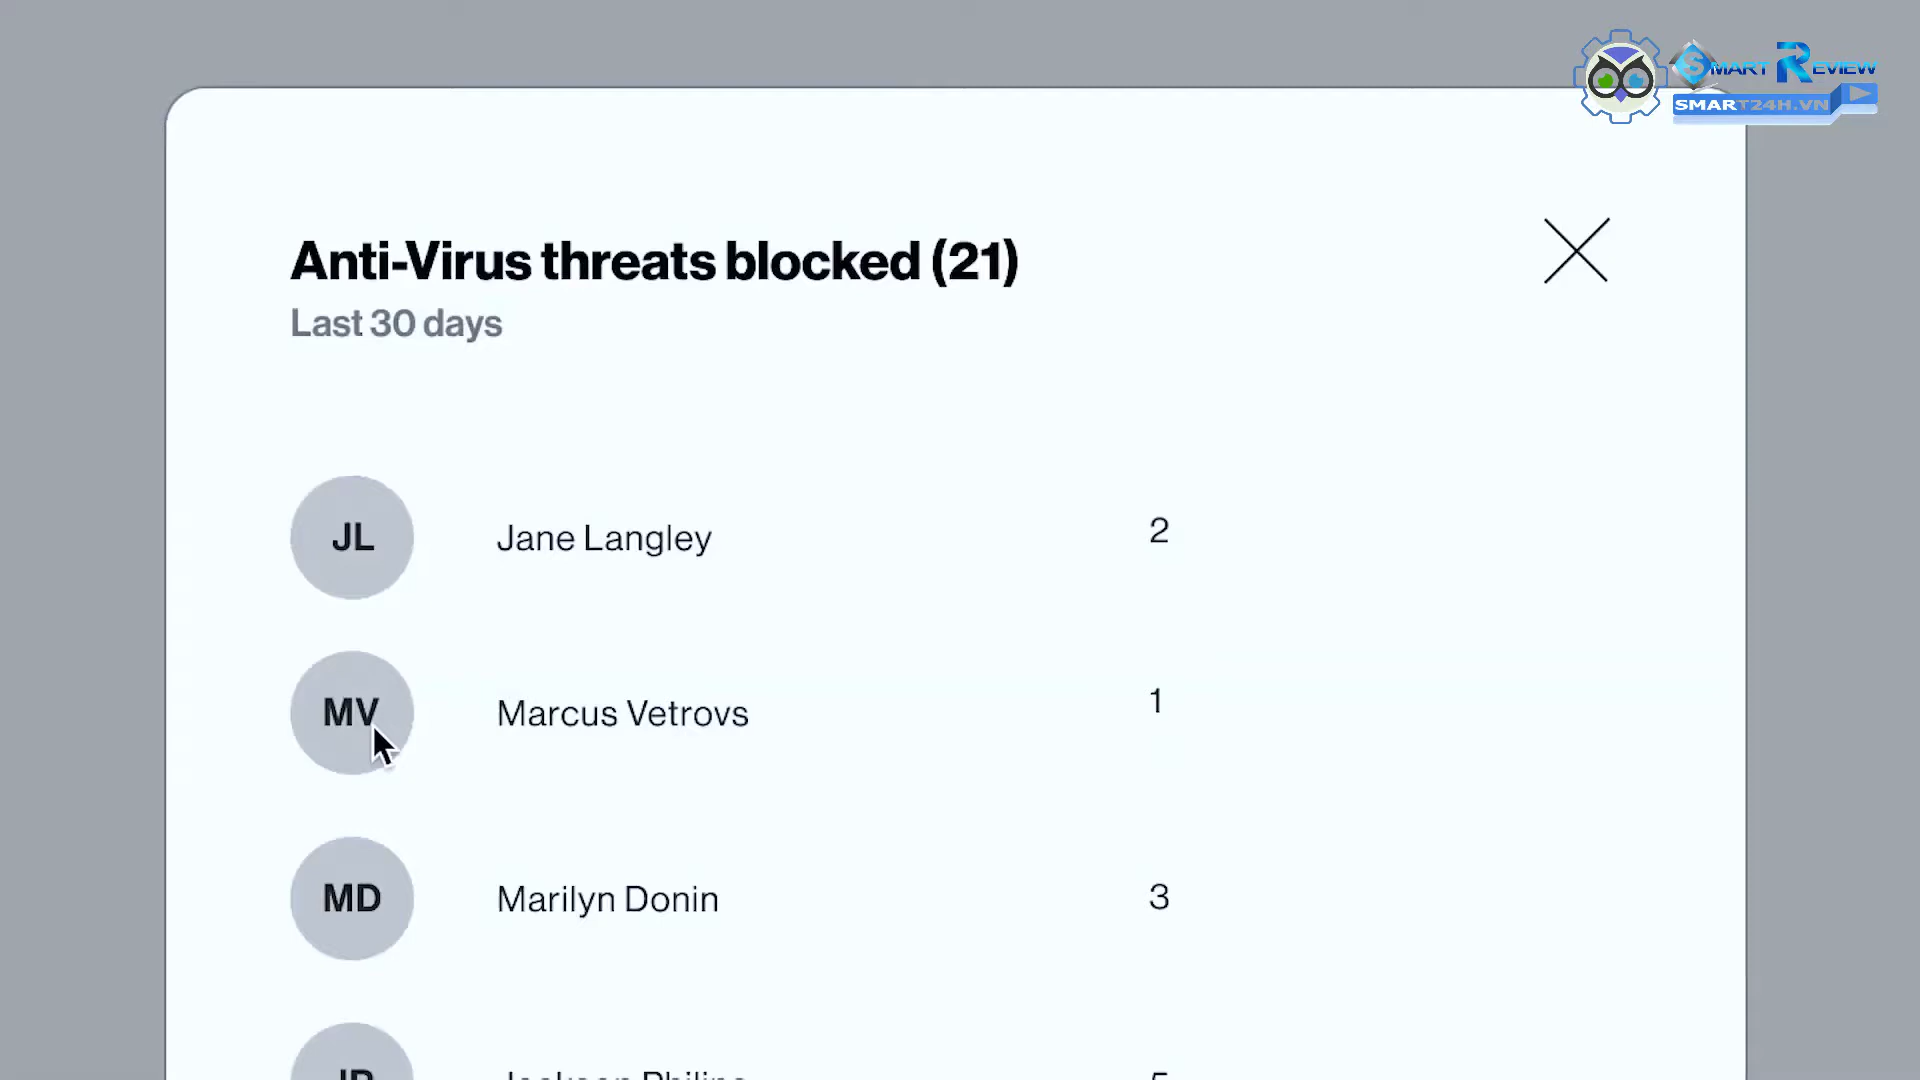 SMART REVIEW
SMART24H.VN
Anti-Virus threats blocked (21)
Last 30 days
JL Jane Langley 2
MV Marcus Vetrovs 1
MD Marilyn Donin 3